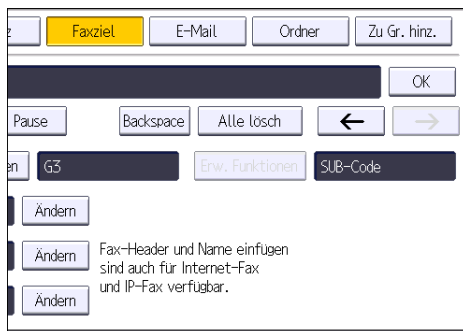 z Faxziel E-Mail Ordner Zu Gr. hinz.
OK
Pause Backspace Alle lösch ← →
en G3 Erw. Funktionen SUB-Code
Ändern
Ändern
Ändern
Fax-Header und Name einfügen
sind auch für Internet-Fax
und IP-Fax verfügbar.